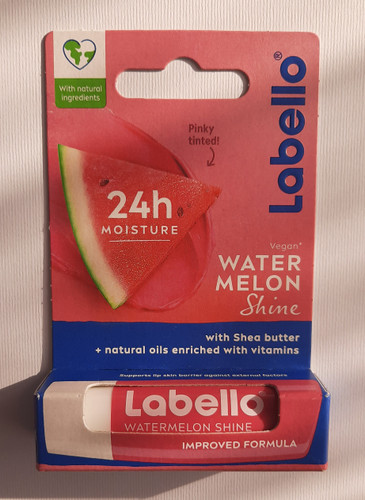 With natural
ingredients
Pinky
tinted!
Labello®
24h
MOISTURE
Vegan*
WATER
MELON
Shine
with Shea butter
+ natural oils enriched with vitamins
Supports lip skin barrier against external factors
Labello
WATERMELON SHINE
IMPROVED FORMULA